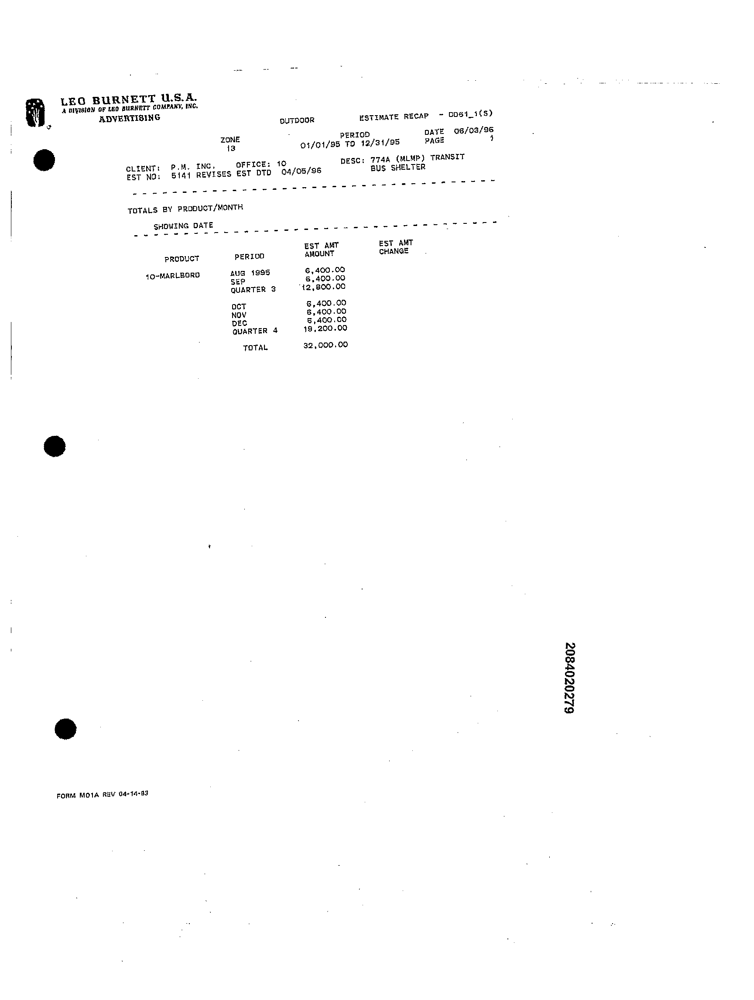 LEO BURNETT U.S.A.
A DIVISION OF LEO BURNETT COMPANY, INC.
ADVERTISING
OUTDOOR ESTIMATE RECAP - DD61_1(S)
ZONE PERIOD DATE 06/03/96
13 01/01/95 TO 12/31/95 PAGE 1
CLIENT: P.M. INC. OFFICE: 10 DESC: 774A (MLMP) TRANSIT
EST NO: 5141 REVISES EST DTD 04/05/96 BUS SHELTER
TOTALS BY PRODUCT/MONTH
SHOWING DATE
PRODUCT PERIOD EST AMT AMOUNT EST AMT CHANGE
10-MARLBORO AUG 1995 6,400.00
SEP 6,400.00
QUARTER 3 12,800.00
OCT 6,400.00
NOV 6,400.00
DEC 6,400.00
QUARTER 4 19,200.00
TOTAL 32,000.00
2084020279
FORM M01A REV 04-14-83